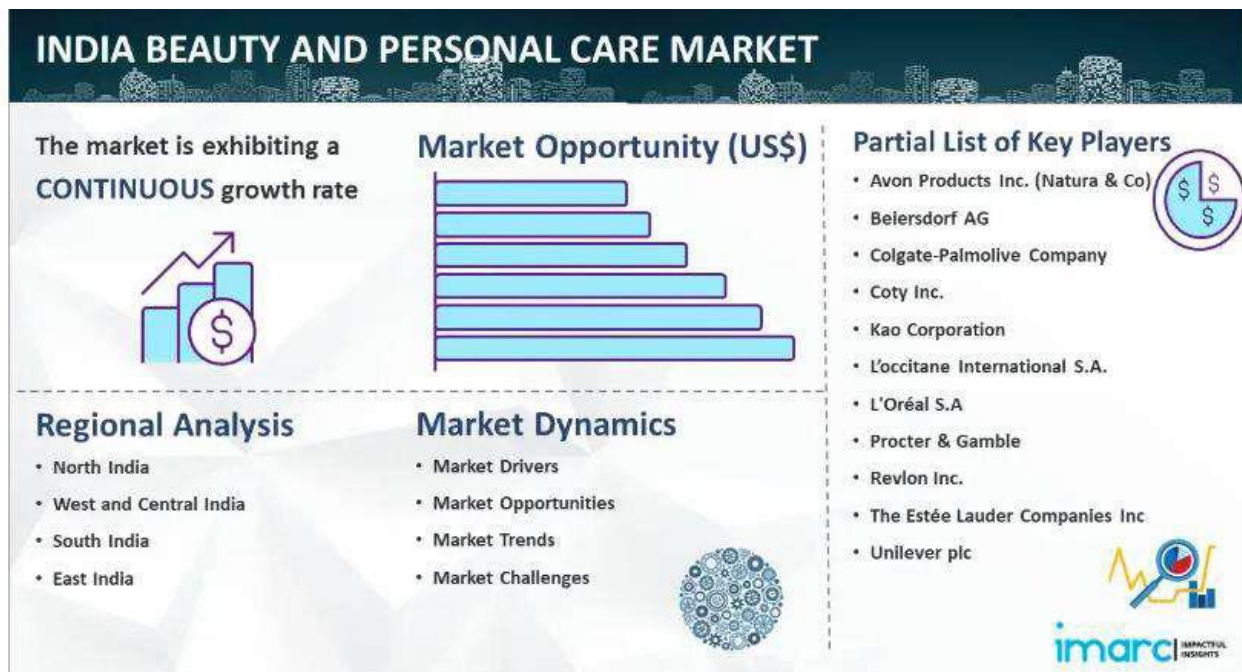 INDIA BEAUTY AND PERSONAL CARE MARKET
The market is exhibiting a
CONTINUOUS growth rate
$
Market Opportunity (US$)
Regional Analysis
• North India
• West and Central India
• South India
• East India
Market Dynamics
• Market Drivers
• Market Opportunities
• Market Trends
• Market Challenges
Partial List of Key Players
$ $
$
• Avon Products Inc. (Natura & Co)
• Beiersdorf AG
• Colgate-Palmolive Company
• Coty Inc.
• Kao Corporation
• L’occitane International S.A.
• L'Oréal S.A
• Procter & Gamble
• Revlon Inc.
• The Estée Lauder Companies Inc
• Unilever plc
imarc
IMPACTFUL
INSIGHTS